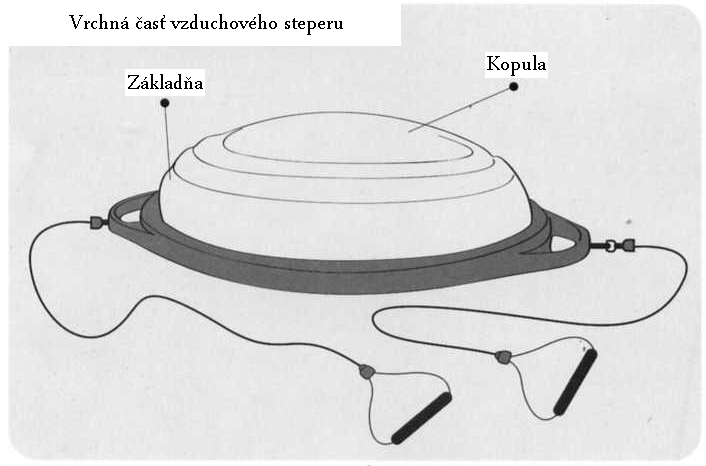 Vrchná časť vzduchového steperu
Kopula
Základňa